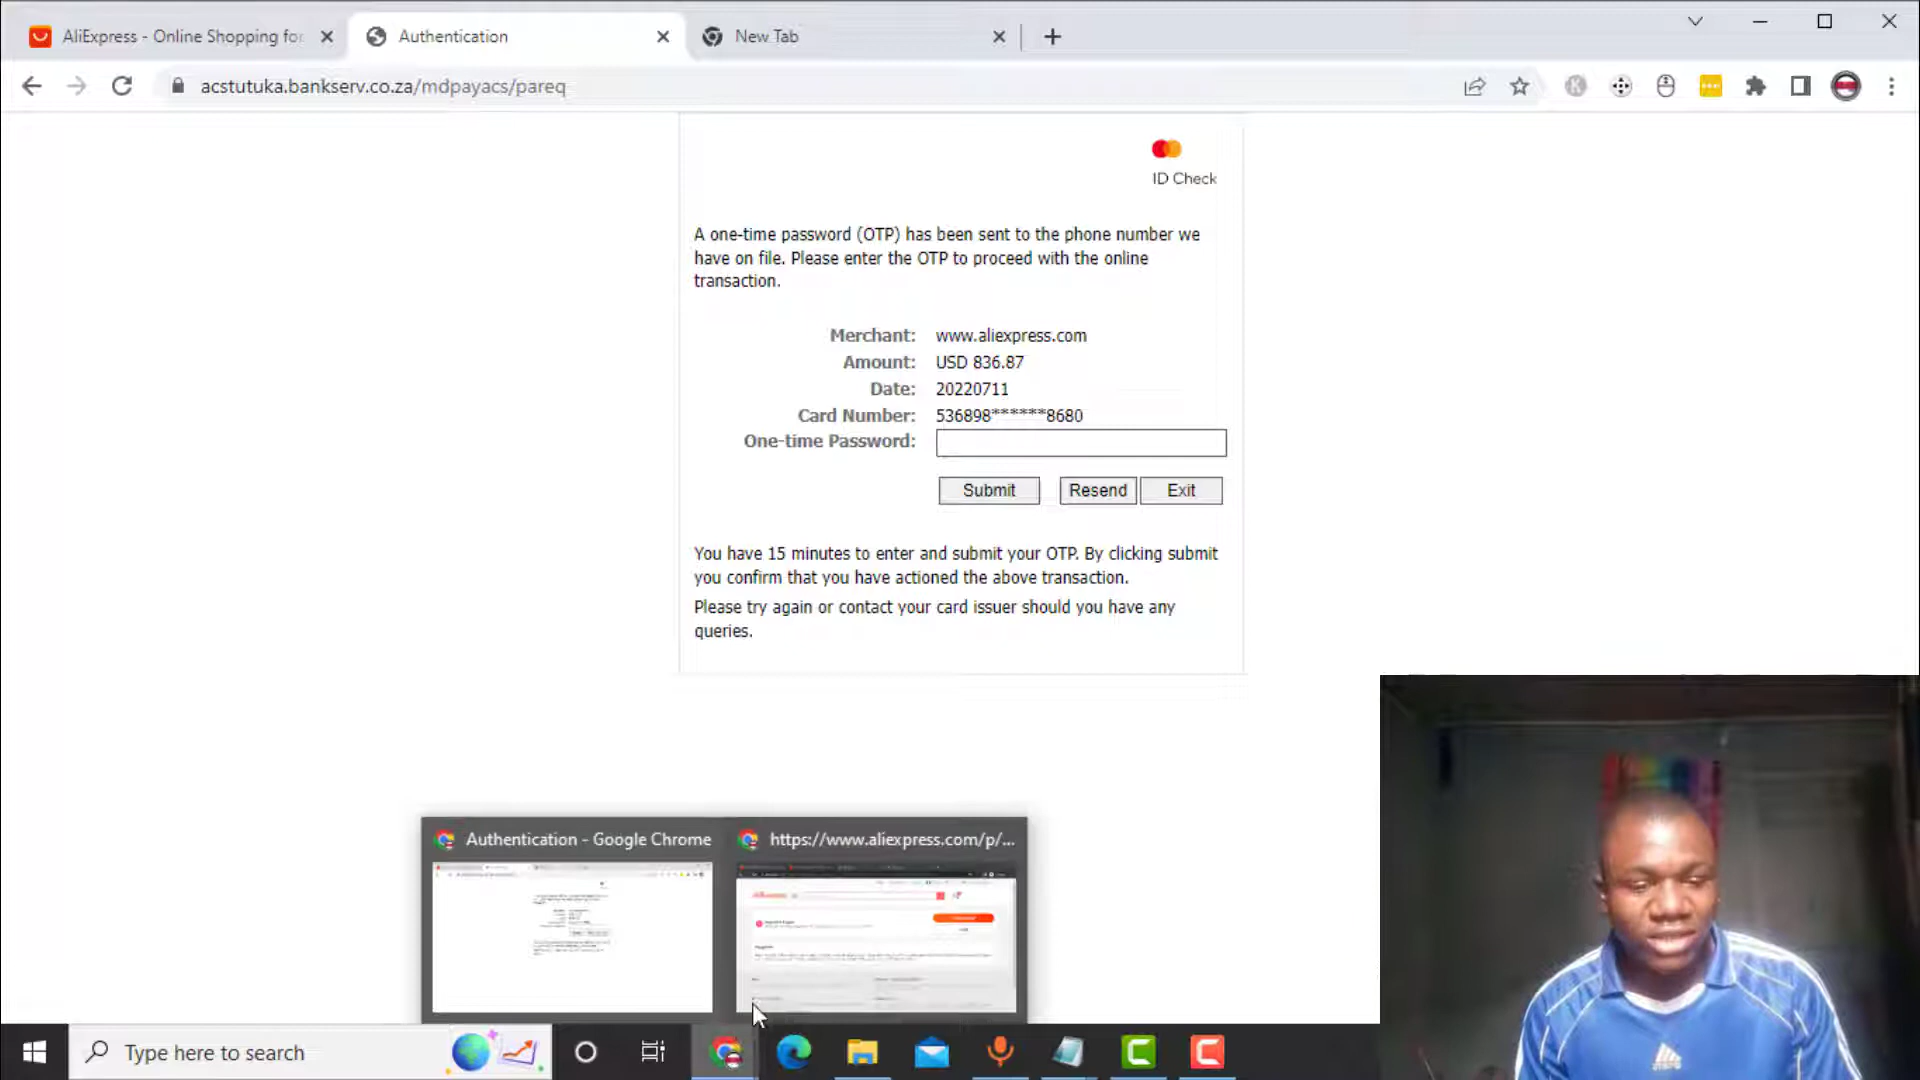 AliExpress - Online Shopping for
Authentication
New Tab
acstutuka.bankserv.co.za/mdpayacs/pareq
ID Check
A one-time password (OTP) has been sent to the phone number we
have on file. Please enter the OTP to proceed with the online
transaction.
Merchant: www.aliexpress.com
Amount: USD 836.87
Date: 20220711
Card Number: 536898******8680
One-time Password:
Submit Resend Exit
You have 15 minutes to enter and submit your OTP. By clicking submit
you confirm that you have actioned the above transaction.
Please try again or contact your card issuer should you have any
queries.
Authentication - Google Chrome
https://www.aliexpress.com/p/...
Type here to search